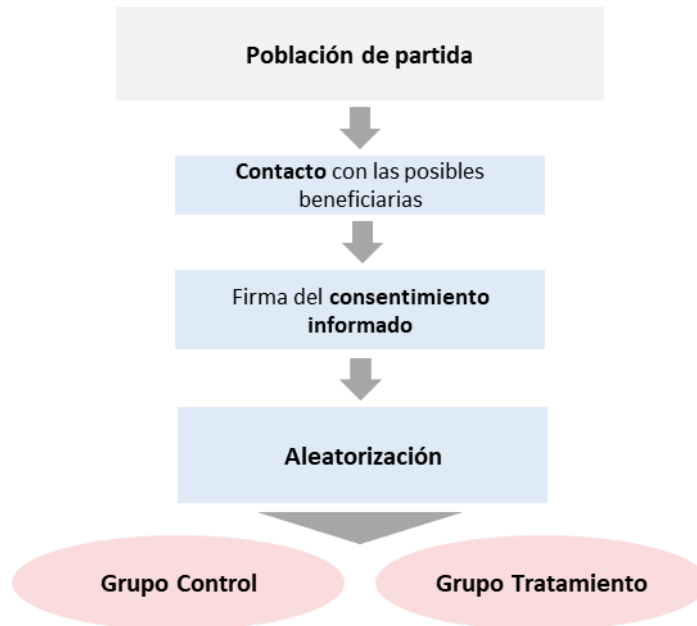 Población de partida
Contacto con las posibles
beneficiarias
Firma del consentimiento
informado
Aleatorización
Grupo Control
Grupo Tratamiento